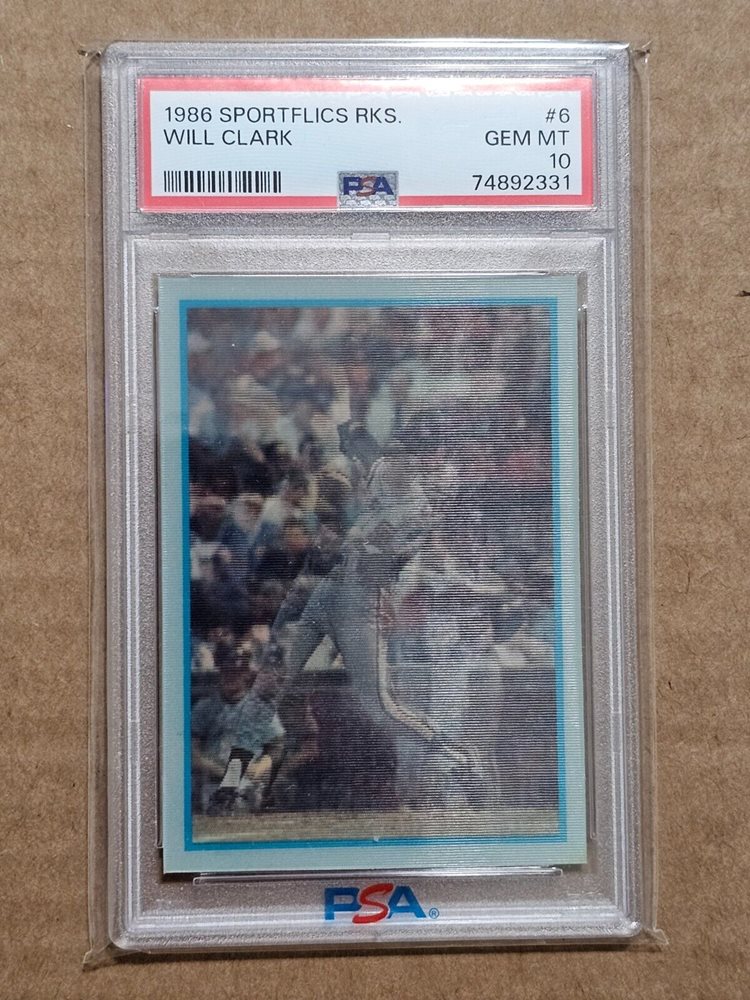 1986 SPORTFLICS RKS. #6
WILL CLARK GEM MT
10
PSA 74892331
PSA®